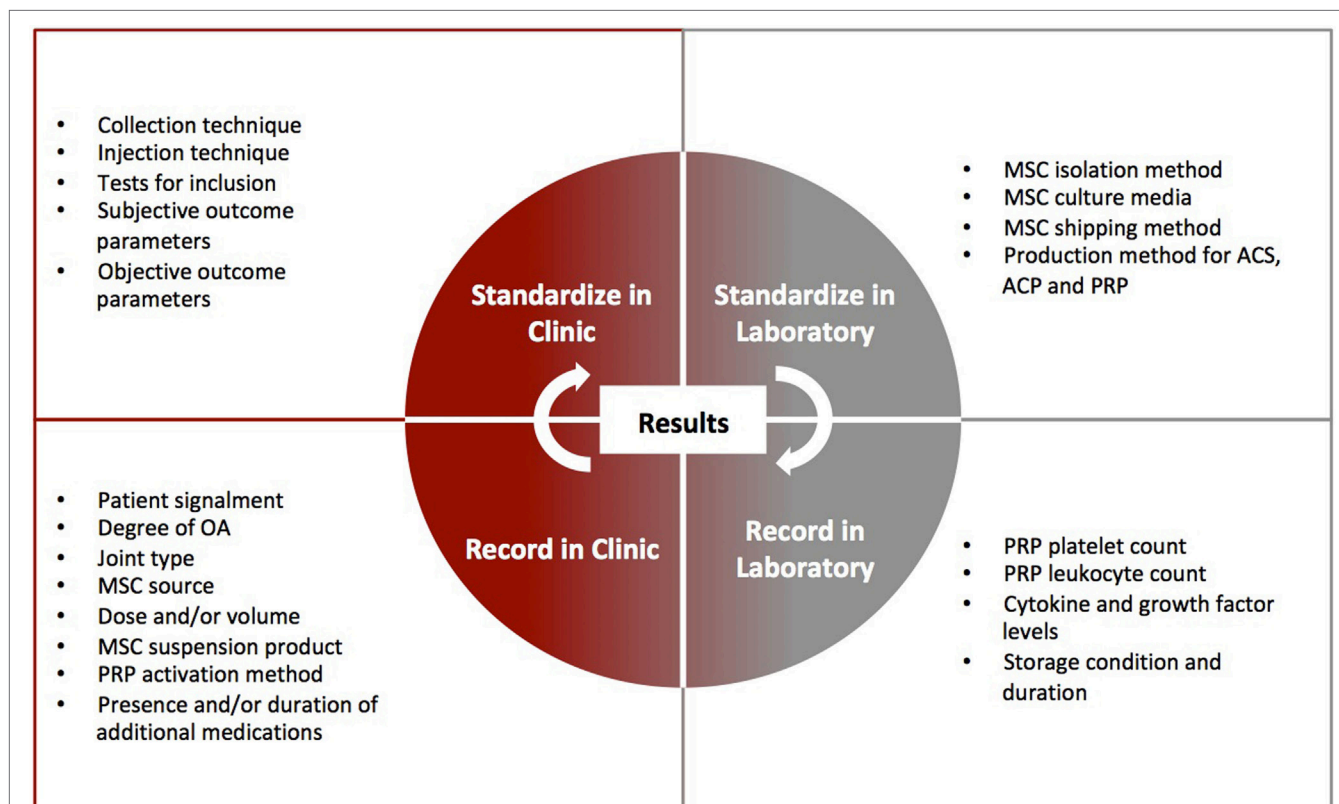 • Collection technique
• Injection technique
• Tests for inclusion
• Subjective outcome
parameters
• Objective outcome
parameters
• MSC isolation method
• MSC culture media
• MSC shipping method
• Production method for ACS,
ACP and PRP
Standardize in
Clinic
Standardize in
Laboratory
Results
Record in Clinic
Record in
Laboratory
• Patient signalment
• Degree of OA
• Joint type
• MSC source
• Dose and/or volume
• MSC suspension product
• PRP activation method
• Presence and/or duration of
additional medications
• PRP platelet count
• PRP leukocyte count
• Cytokine and growth factor
levels
• Storage condition and
duration